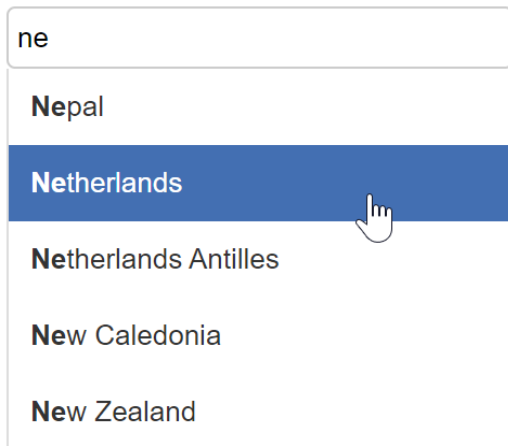 ne
Nepal
Netherlands
Netherlands Antilles
New Caledonia
New Zealand